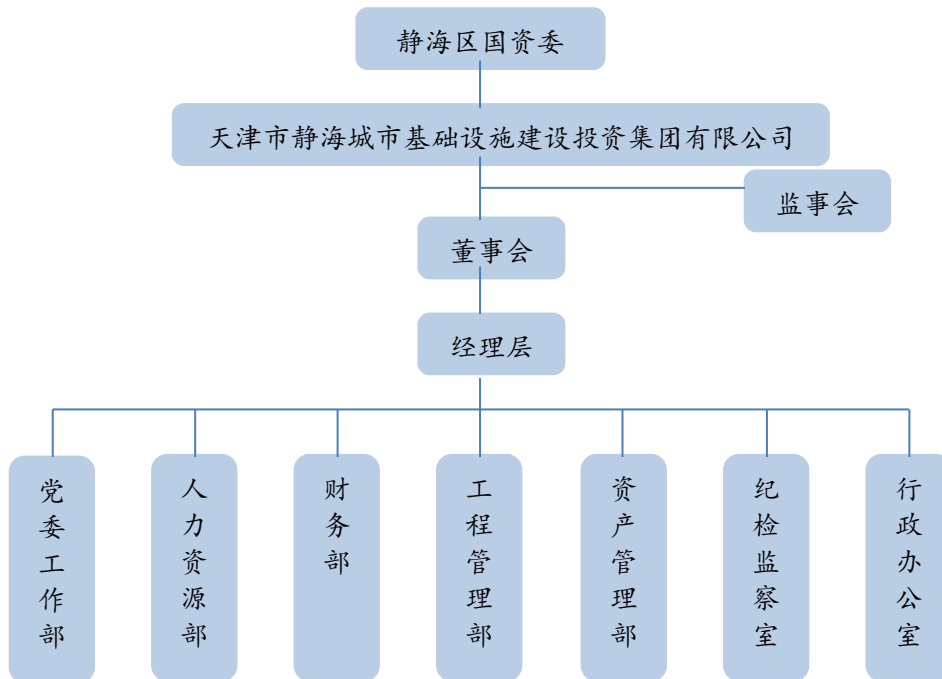 静海区国资委
天津市静海城市基础设施建设投资集团有限公司
监事会
董事会
经理层
党委工作部
人力资源部
财务部
工程管理部
资产管理部
纪检监察室
行政办公室